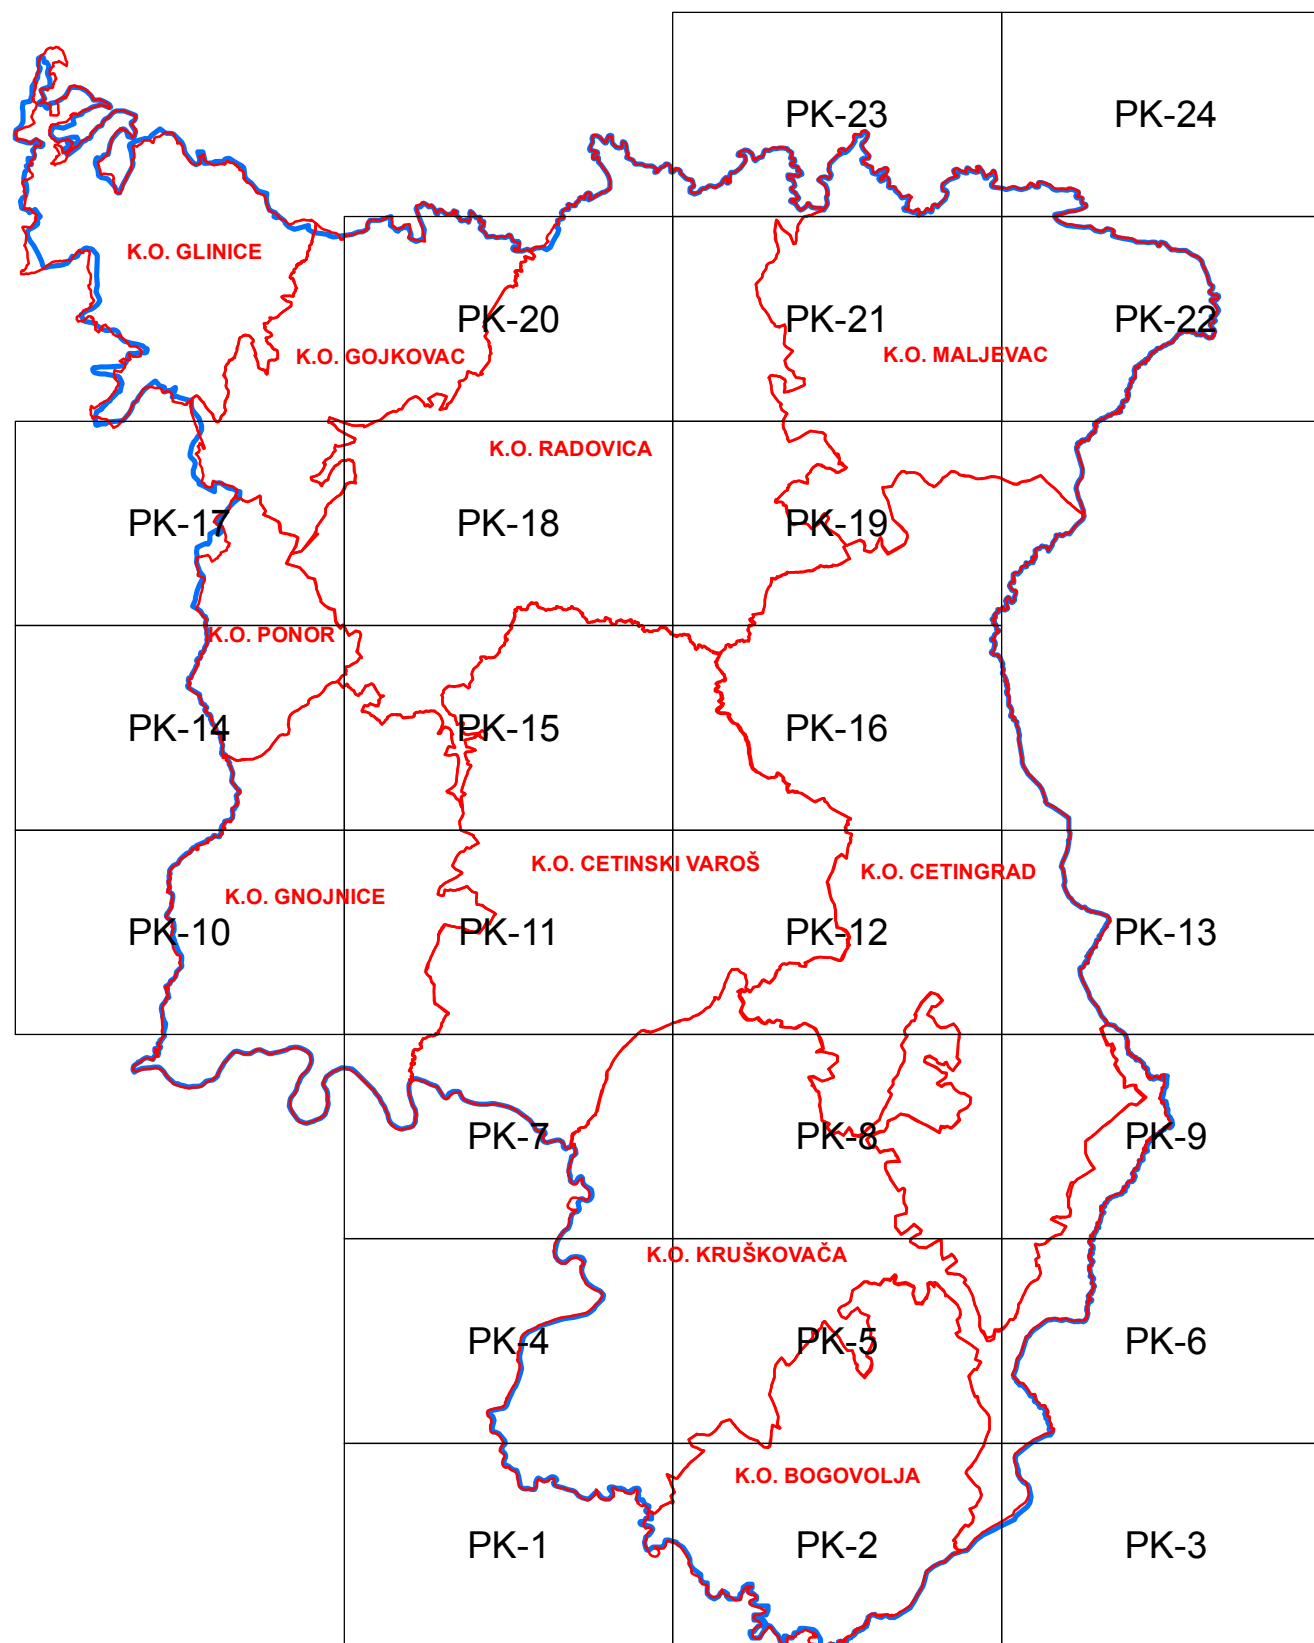 PK-23
PK-24
K.O. GLINICE
PK-20
PK-21
PK-22
K.O. GOJKOVAC
K.O. MALJEVAC
K.O. RADOVICA
PK-17
PK-18
PK-19
K.O. PONOR
PK-14
PK-15
PK-16
K.O. CETINSKI VAROŠ
K.O. CETINGRAD
K.O. GNOJNICE
PK-10
PK-11
PK-12
PK-13
PK-7
PK-8
PK-9
K.O. KRUŠKOVAČA
PK-4
PK-5
PK-6
K.O. BOGOVOLJA
PK-1
PK-2
PK-3